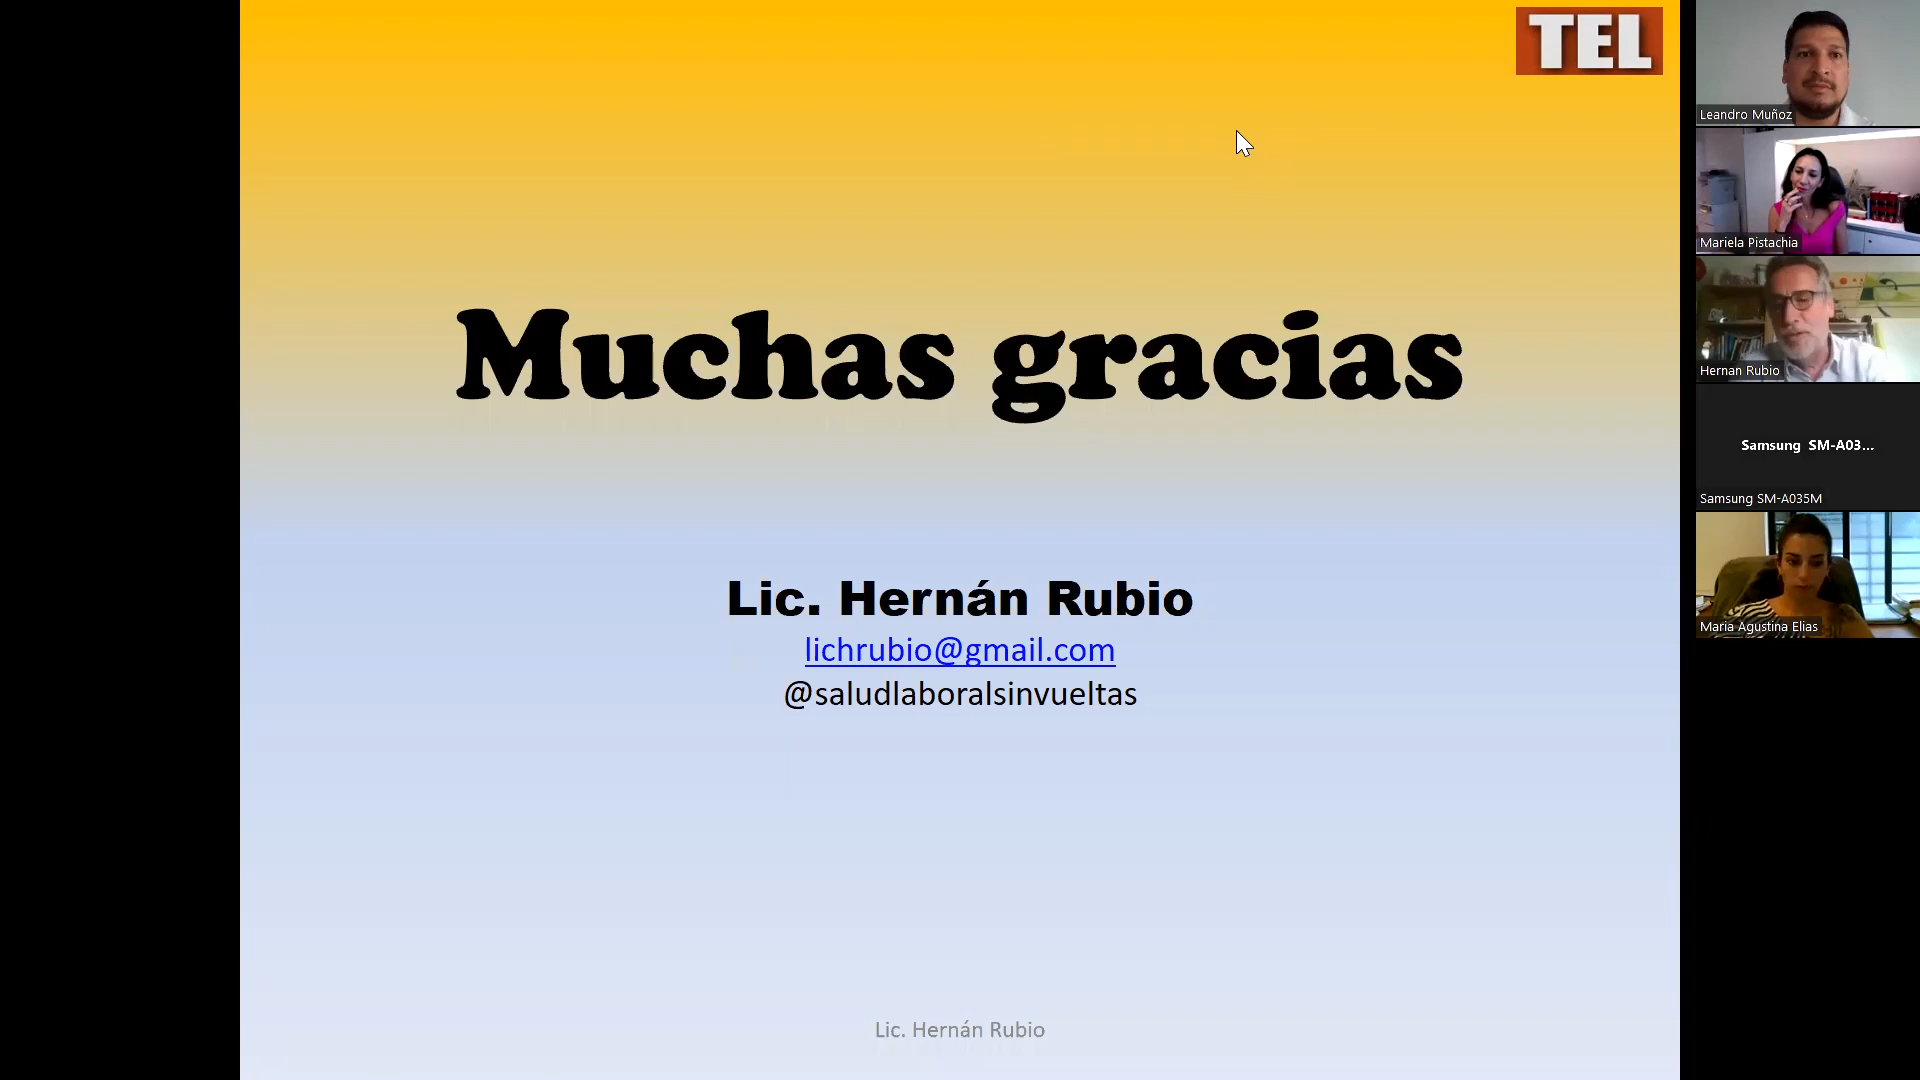 TEL
Muchas gracias
Lic. Hernán Rubio
lichrubio@gmail.com
@saludlaboralsinvueltas
Lic. Hernán Rubio
Leandro Muñoz
Mariela Pistachia
Hernan Rubio
Samsung SM-A03...
Samsung SM-A035M
Maria Agustina Elias